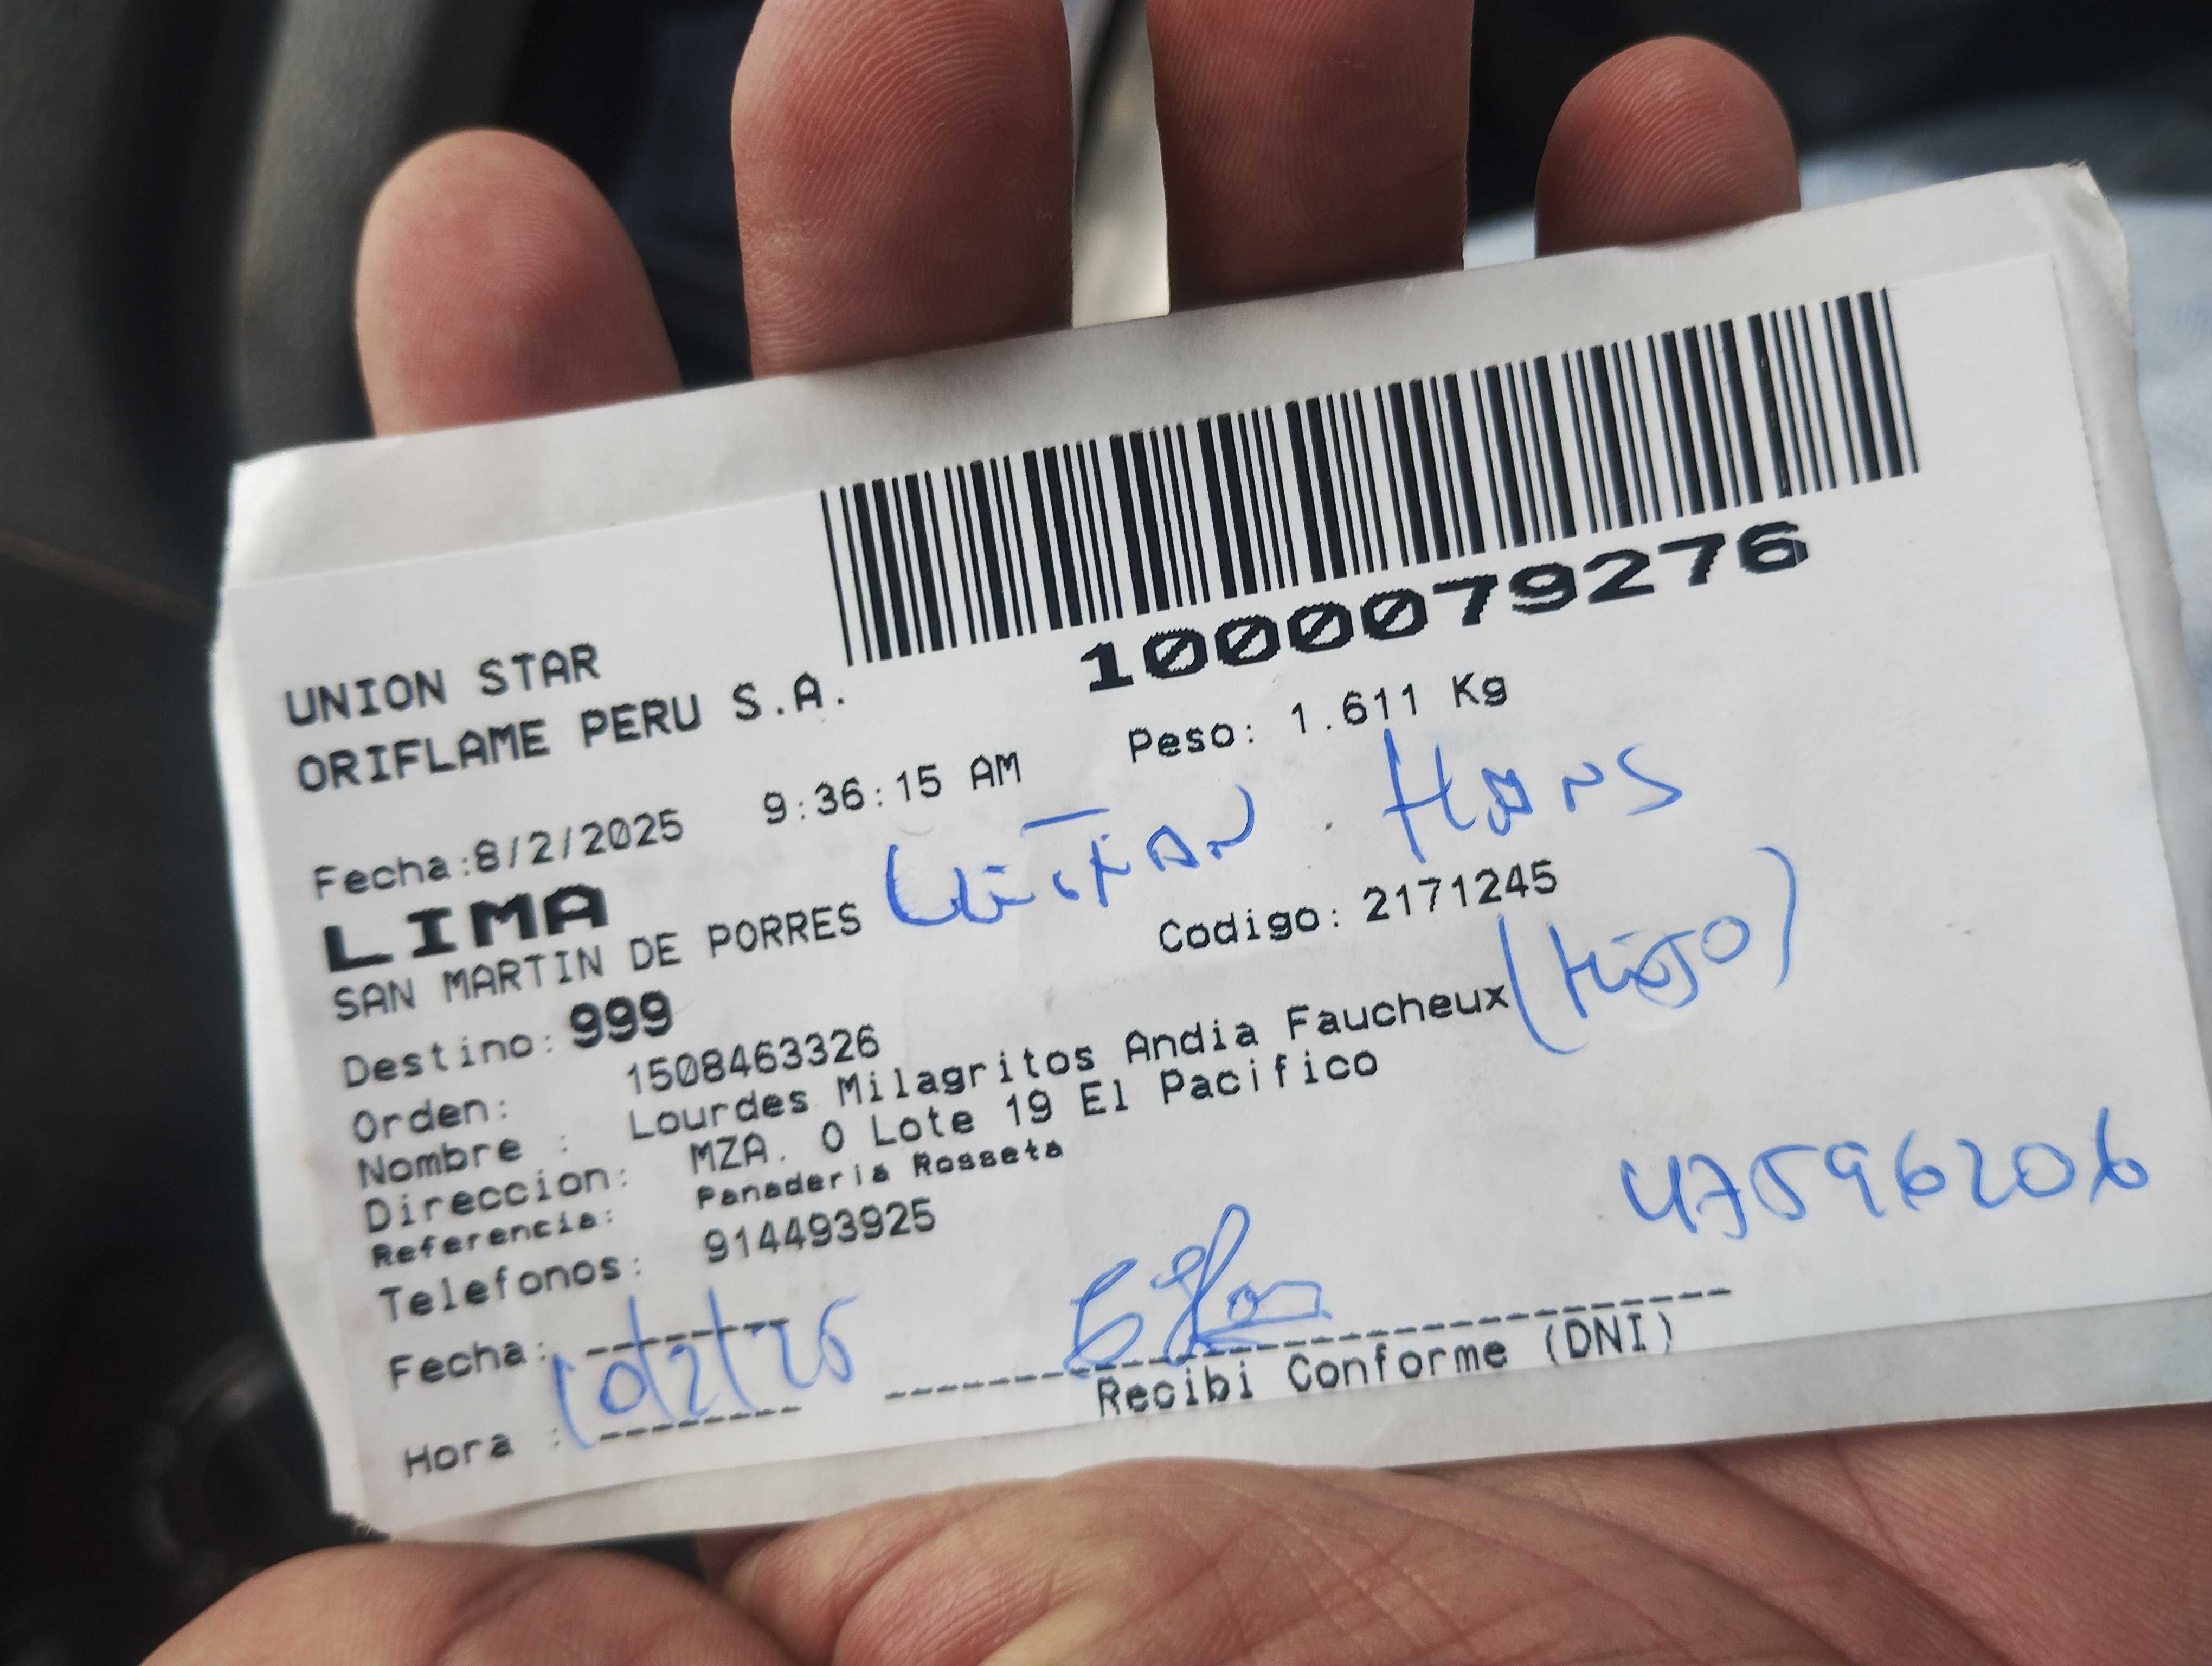 1000079276
UNION STAR
ORIFLAME PERU S.A.
Peso: 1.611 Kg
Fecha:8/2/2025 9:36:15 AM
HANS
LIMA
SAN MARTIN DE PORRES
Codigo: 2171245
Destino: 999
Orden: 1508463326
Nombre : Lourdes Milagritos Andia Faucheux (HIJO)
Direccion: MZA. O Lote 19 El Pacifico
Referencia: Panaderia Rosseta
Telefonos: 914493925
47596206
Fecha: 10/2/25
Recibi Conforme (DNI)
Hora :